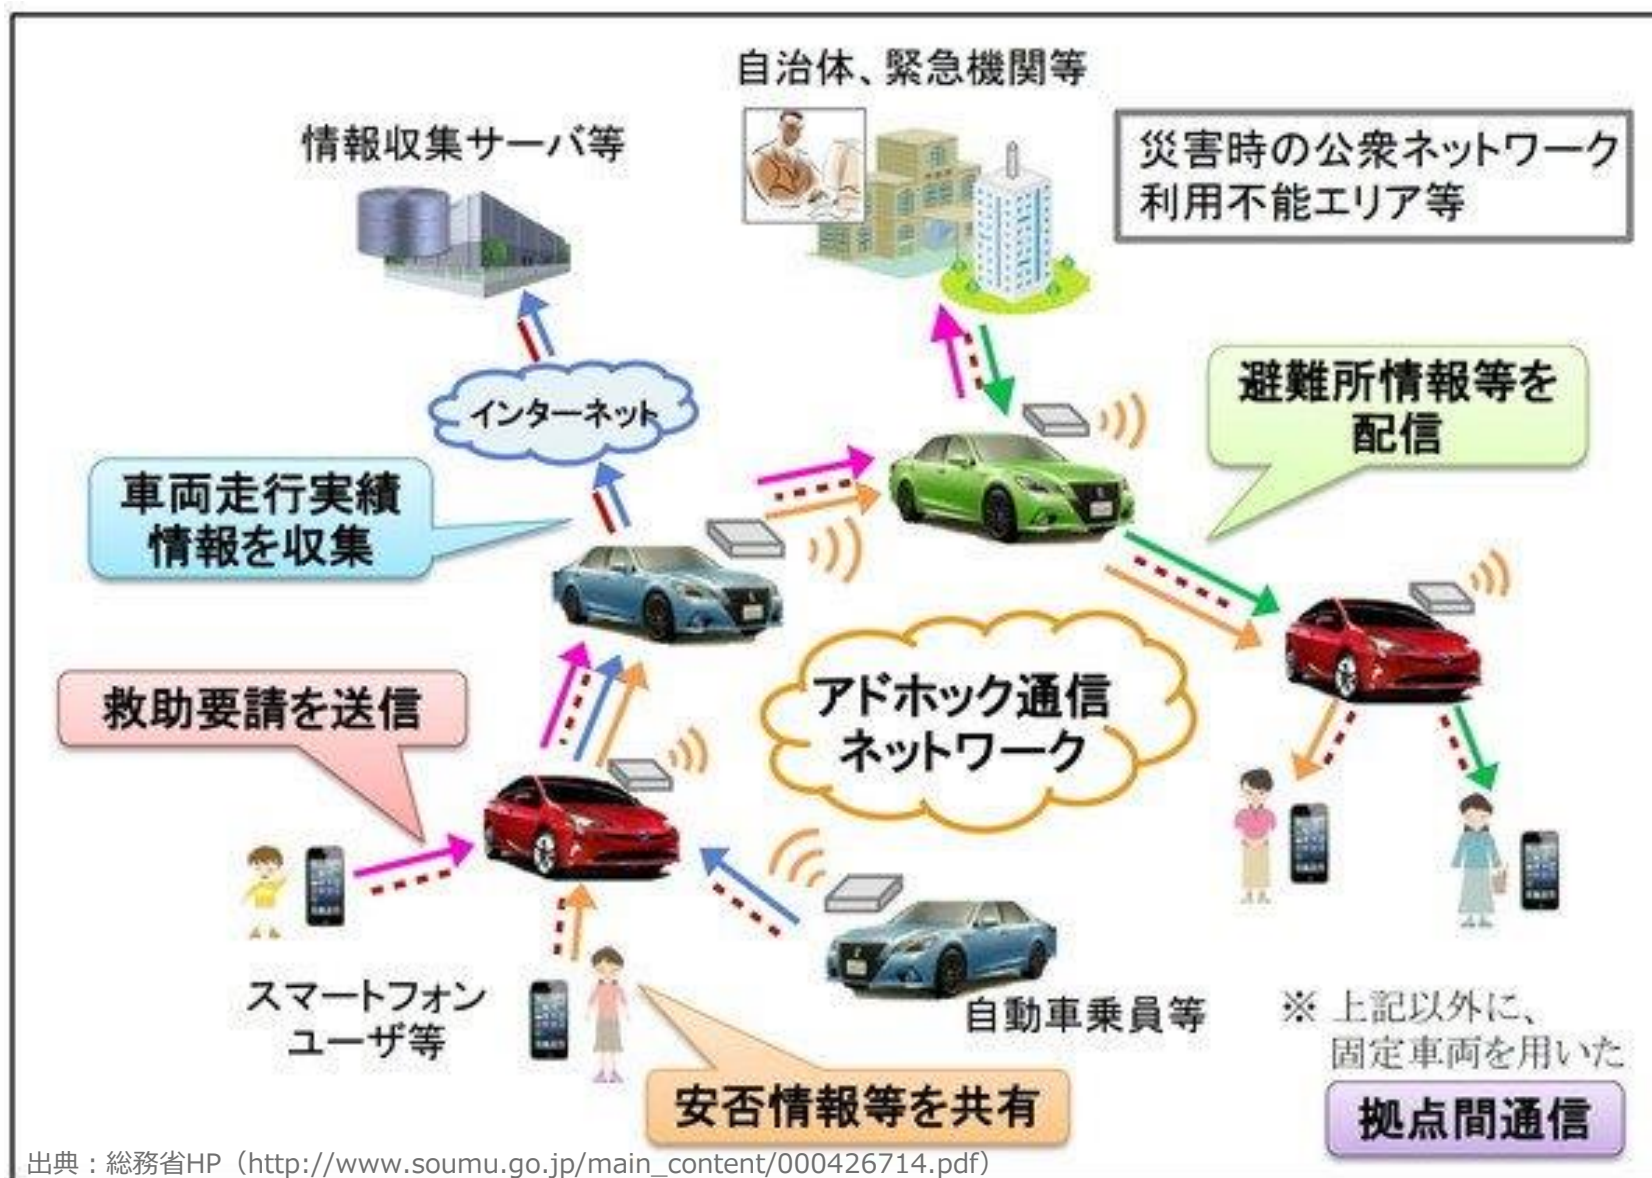 自治体、緊急機関等
情報収集サーバ等
災害時の公衆ネットワーク
利用不能エリア等
インターネット
避難所情報等を
配信
車両走行実績
情報を収集
救助要請を送信
アドホック通信
ネットワーク
スマートフォン
ユーザ等
自動車乗員等
※ 上記以外に、
固定車両を用いた
拠点間通信
安否情報等を共有
出典：総務省HP（http://www.soumu.go.jp/main_content/000426714.pdf）